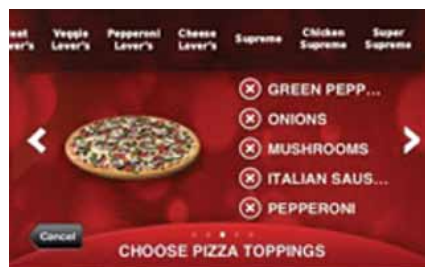 Veggie Lover's
Pepperoni Lover's
Cheese Lover's
Supreme
Chicken Supreme
Super Supreme
GREEN PEPP...
ONIONS
MUSHROOMS
ITALIAN SAUS...
PEPPERONI
Cancel
CHOOSE PIZZA TOPPINGS